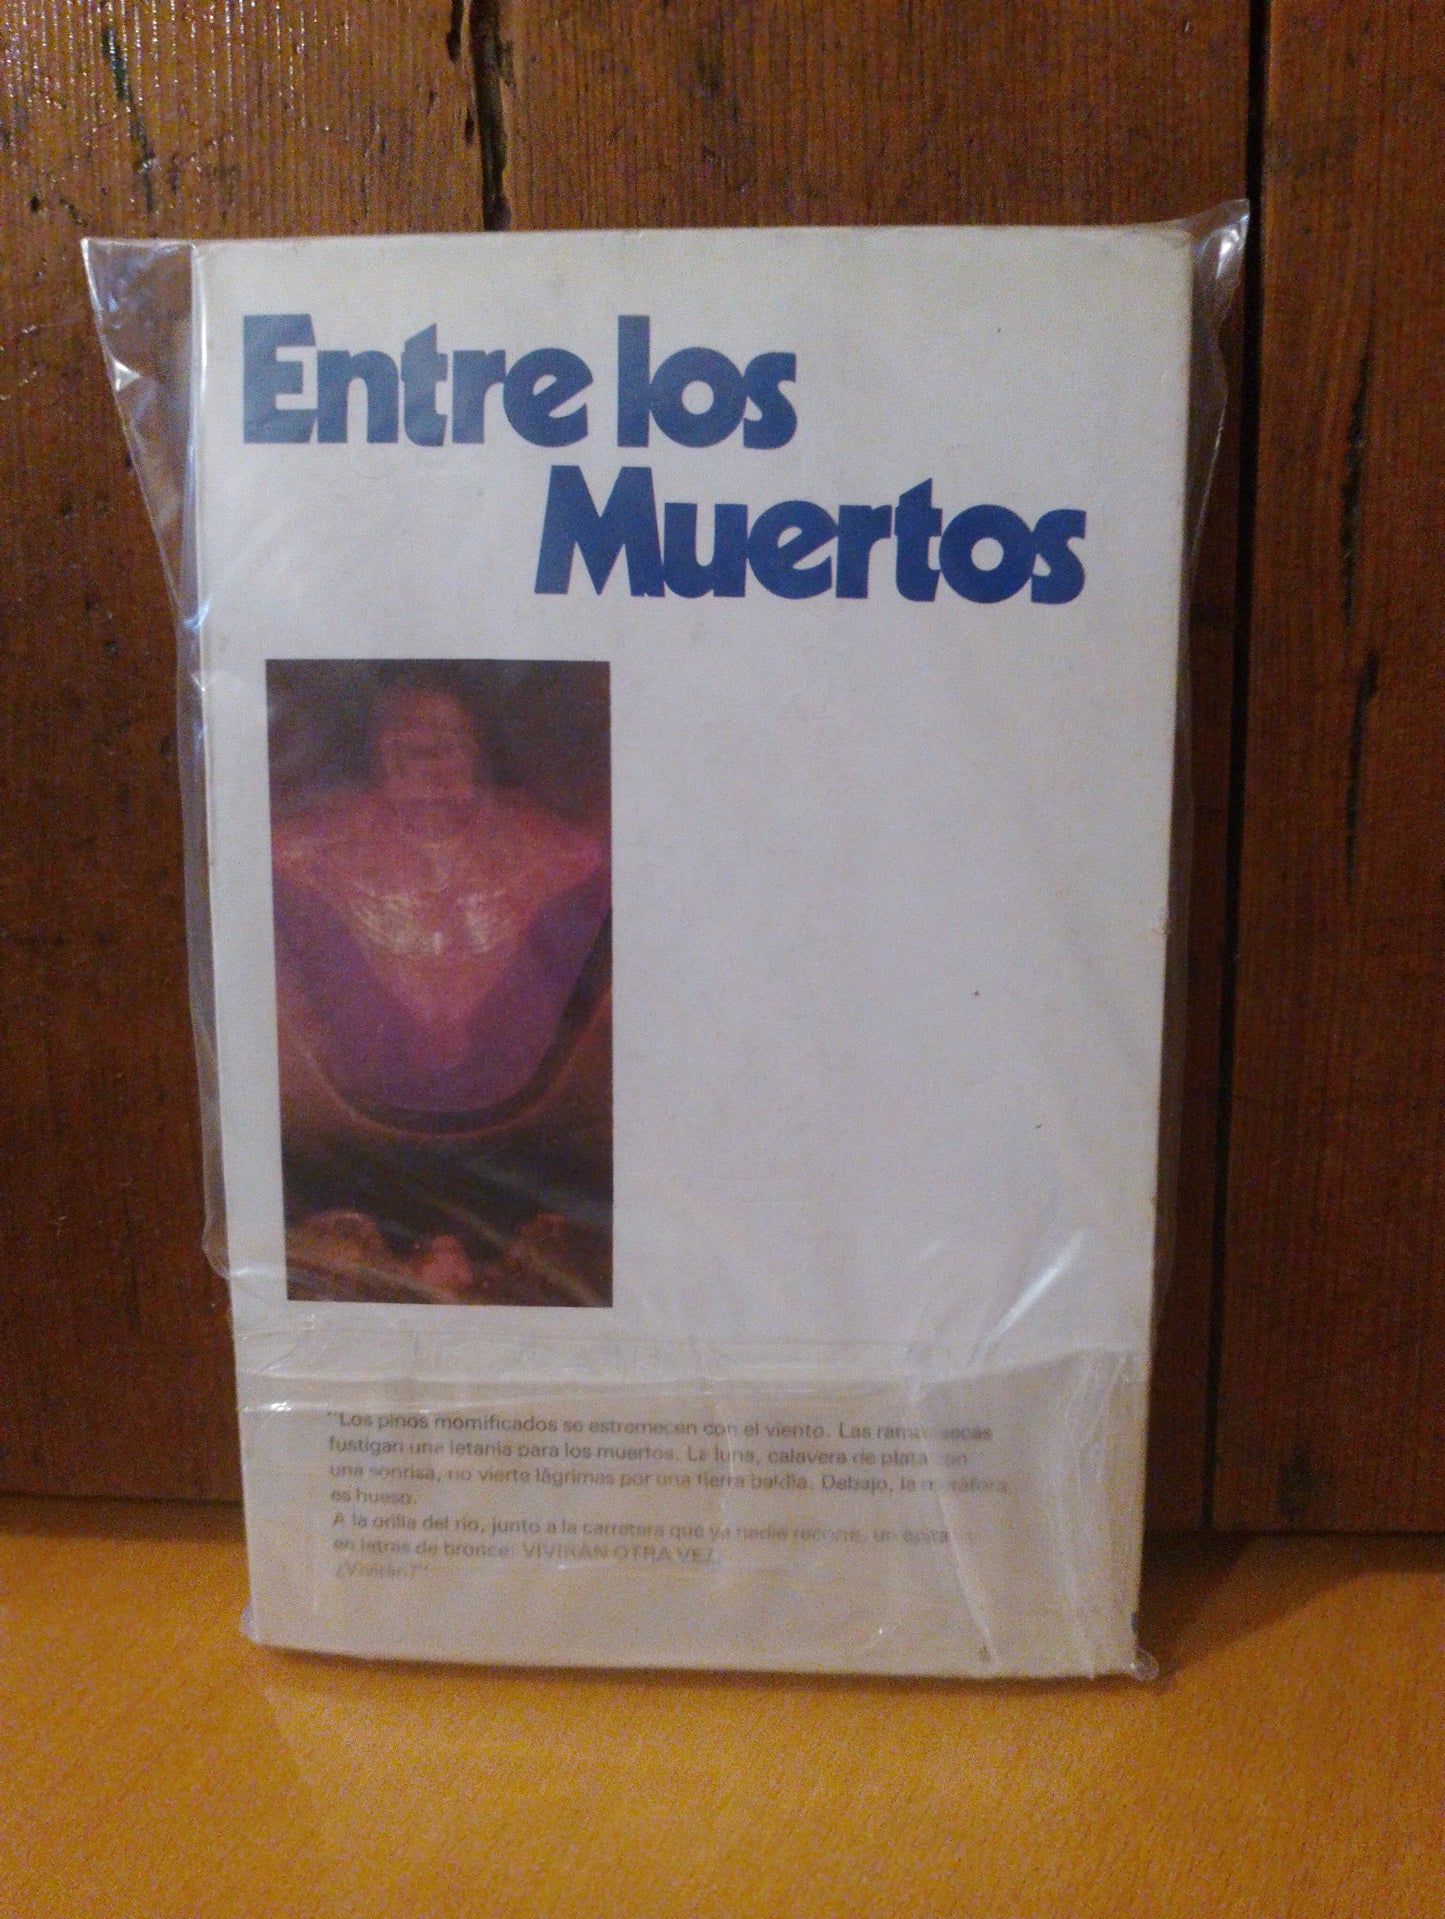 Entre los
Muertos
"Los pinos momificados se estremecen con el viento. Las ramas secas
fustigan una letanía para los muertos. La luna, calavera de plata con
una sonrisa, no vierte lágrimas por una tierra baldía. Debajo, la metáfora
es hueso.
A la orilla del río, junto a la carretera que ya nadie recorre, un epitafio
en letras de bronce: VIVIRÁN OTRA VEZ.
¿Vivirán?"